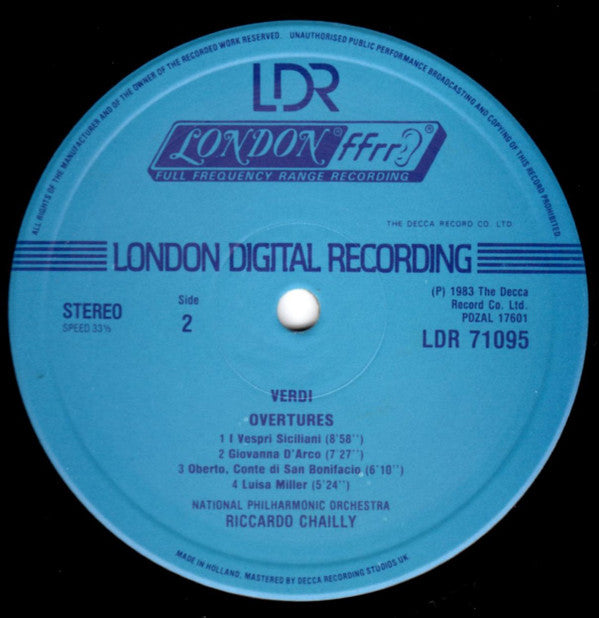 ALL RIGHTS OF THE MANUFACTURER AND OF THE OWNER OF THE RECORDED WORK RESERVED. UNAUTHORISED PUBLIC PERFORMANCE BROADCASTING AND COPYING OF THIS RECORD PROHIBITED.
LDR
LONDON ® ffrr ®
FULL FREQUENCY RANGE RECORDING
THE DECCA RECORD CO. LTD.
LONDON DIGITAL RECORDING
STEREO
SPEED 33⅓
Side
2
(P) 1983 The Decca
Record Co. Ltd.
PDZAL 17601
LDR 71095
VERDI
OVERTURES
1 I Vespri Siciliani (8'58'')
2 Giovanna D'Arco (7'27'')
3 Oberto, Conte di San Bonifacio (6'10'')
4 Luisa Miller (5'24'')
NATIONAL PHILHARMONIC ORCHESTRA
RICCARDO CHAILLY
MADE IN HOLLAND, MASTERED BY DECCA RECORDING STUDIOS UK